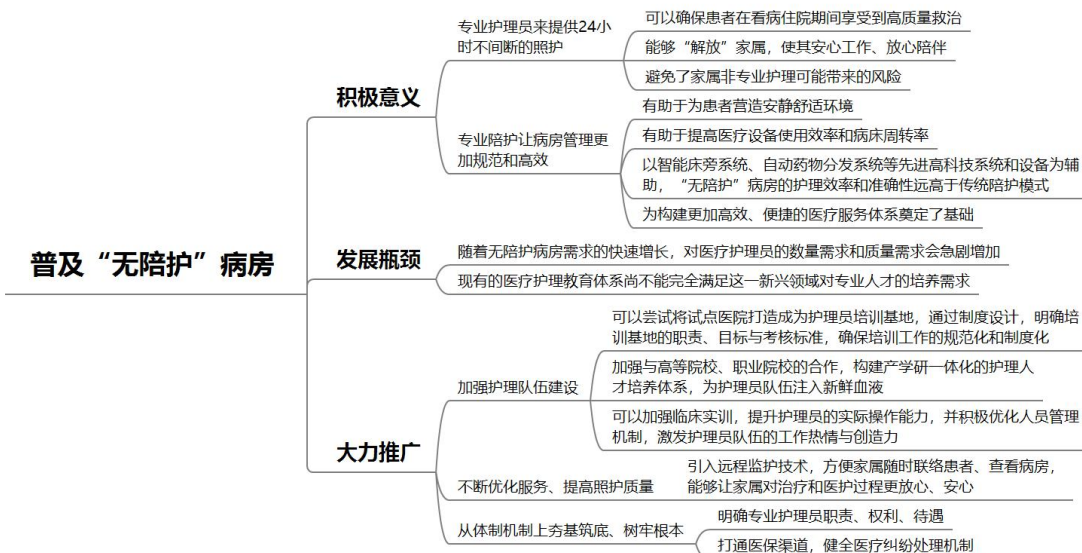 普及“无陪护”病房
积极意义
专业护理员来提供24小
时不间断的照护
可以确保患者在看病住院期间享受到高质量救治
能够“解放”家属，使其安心工作、放心陪伴
避免了家属非专业护理可能带来的风险
专业陪护让病房管理更
加规范和高效
有助于为患者营造安静舒适环境
有助于提高医疗设备使用效率和病床周转率
以智能床旁系统、自动药物分发系统等先进高科技系统和设备为辅
助，“无陪护”病房的护理效率和准确性远高于传统陪护模式
为构建更加高效、便捷的医疗服务体系奠定了基础
发展瓶颈
随着无陪护病房需求的快速增长，对医疗护理员的数量需求和质量需求会急剧增加
现有的医疗护理教育体系尚不能完全满足这一新兴领域对专业人才的培养需求
大力推广
加强护理队伍建设
可以尝试将试点医院打造成为护理员培训基地，通过制度设计，明确培
训基地的职责、目标与考核标准，确保培训工作的规范化和制度化
加强与高等院校、职业院校的合作，构建产学研一体化的护理人
才培养体系，为护理员队伍注入新鲜血液
可以加强临床实训，提升护理员的实际操作能力，并积极优化人员管理
机制，激发护理员队伍的工作热情与创造力
不断优化服务、提高照护质量
引入远程监护技术，方便家属随时联络患者、查看病房，
能够让家属对治疗和医护过程更放心、安心
从体制机制上夯基筑底、树牢根本
明确专业护理员职责、权利、待遇
打通医保渠道，健全医疗纠纷处理机制